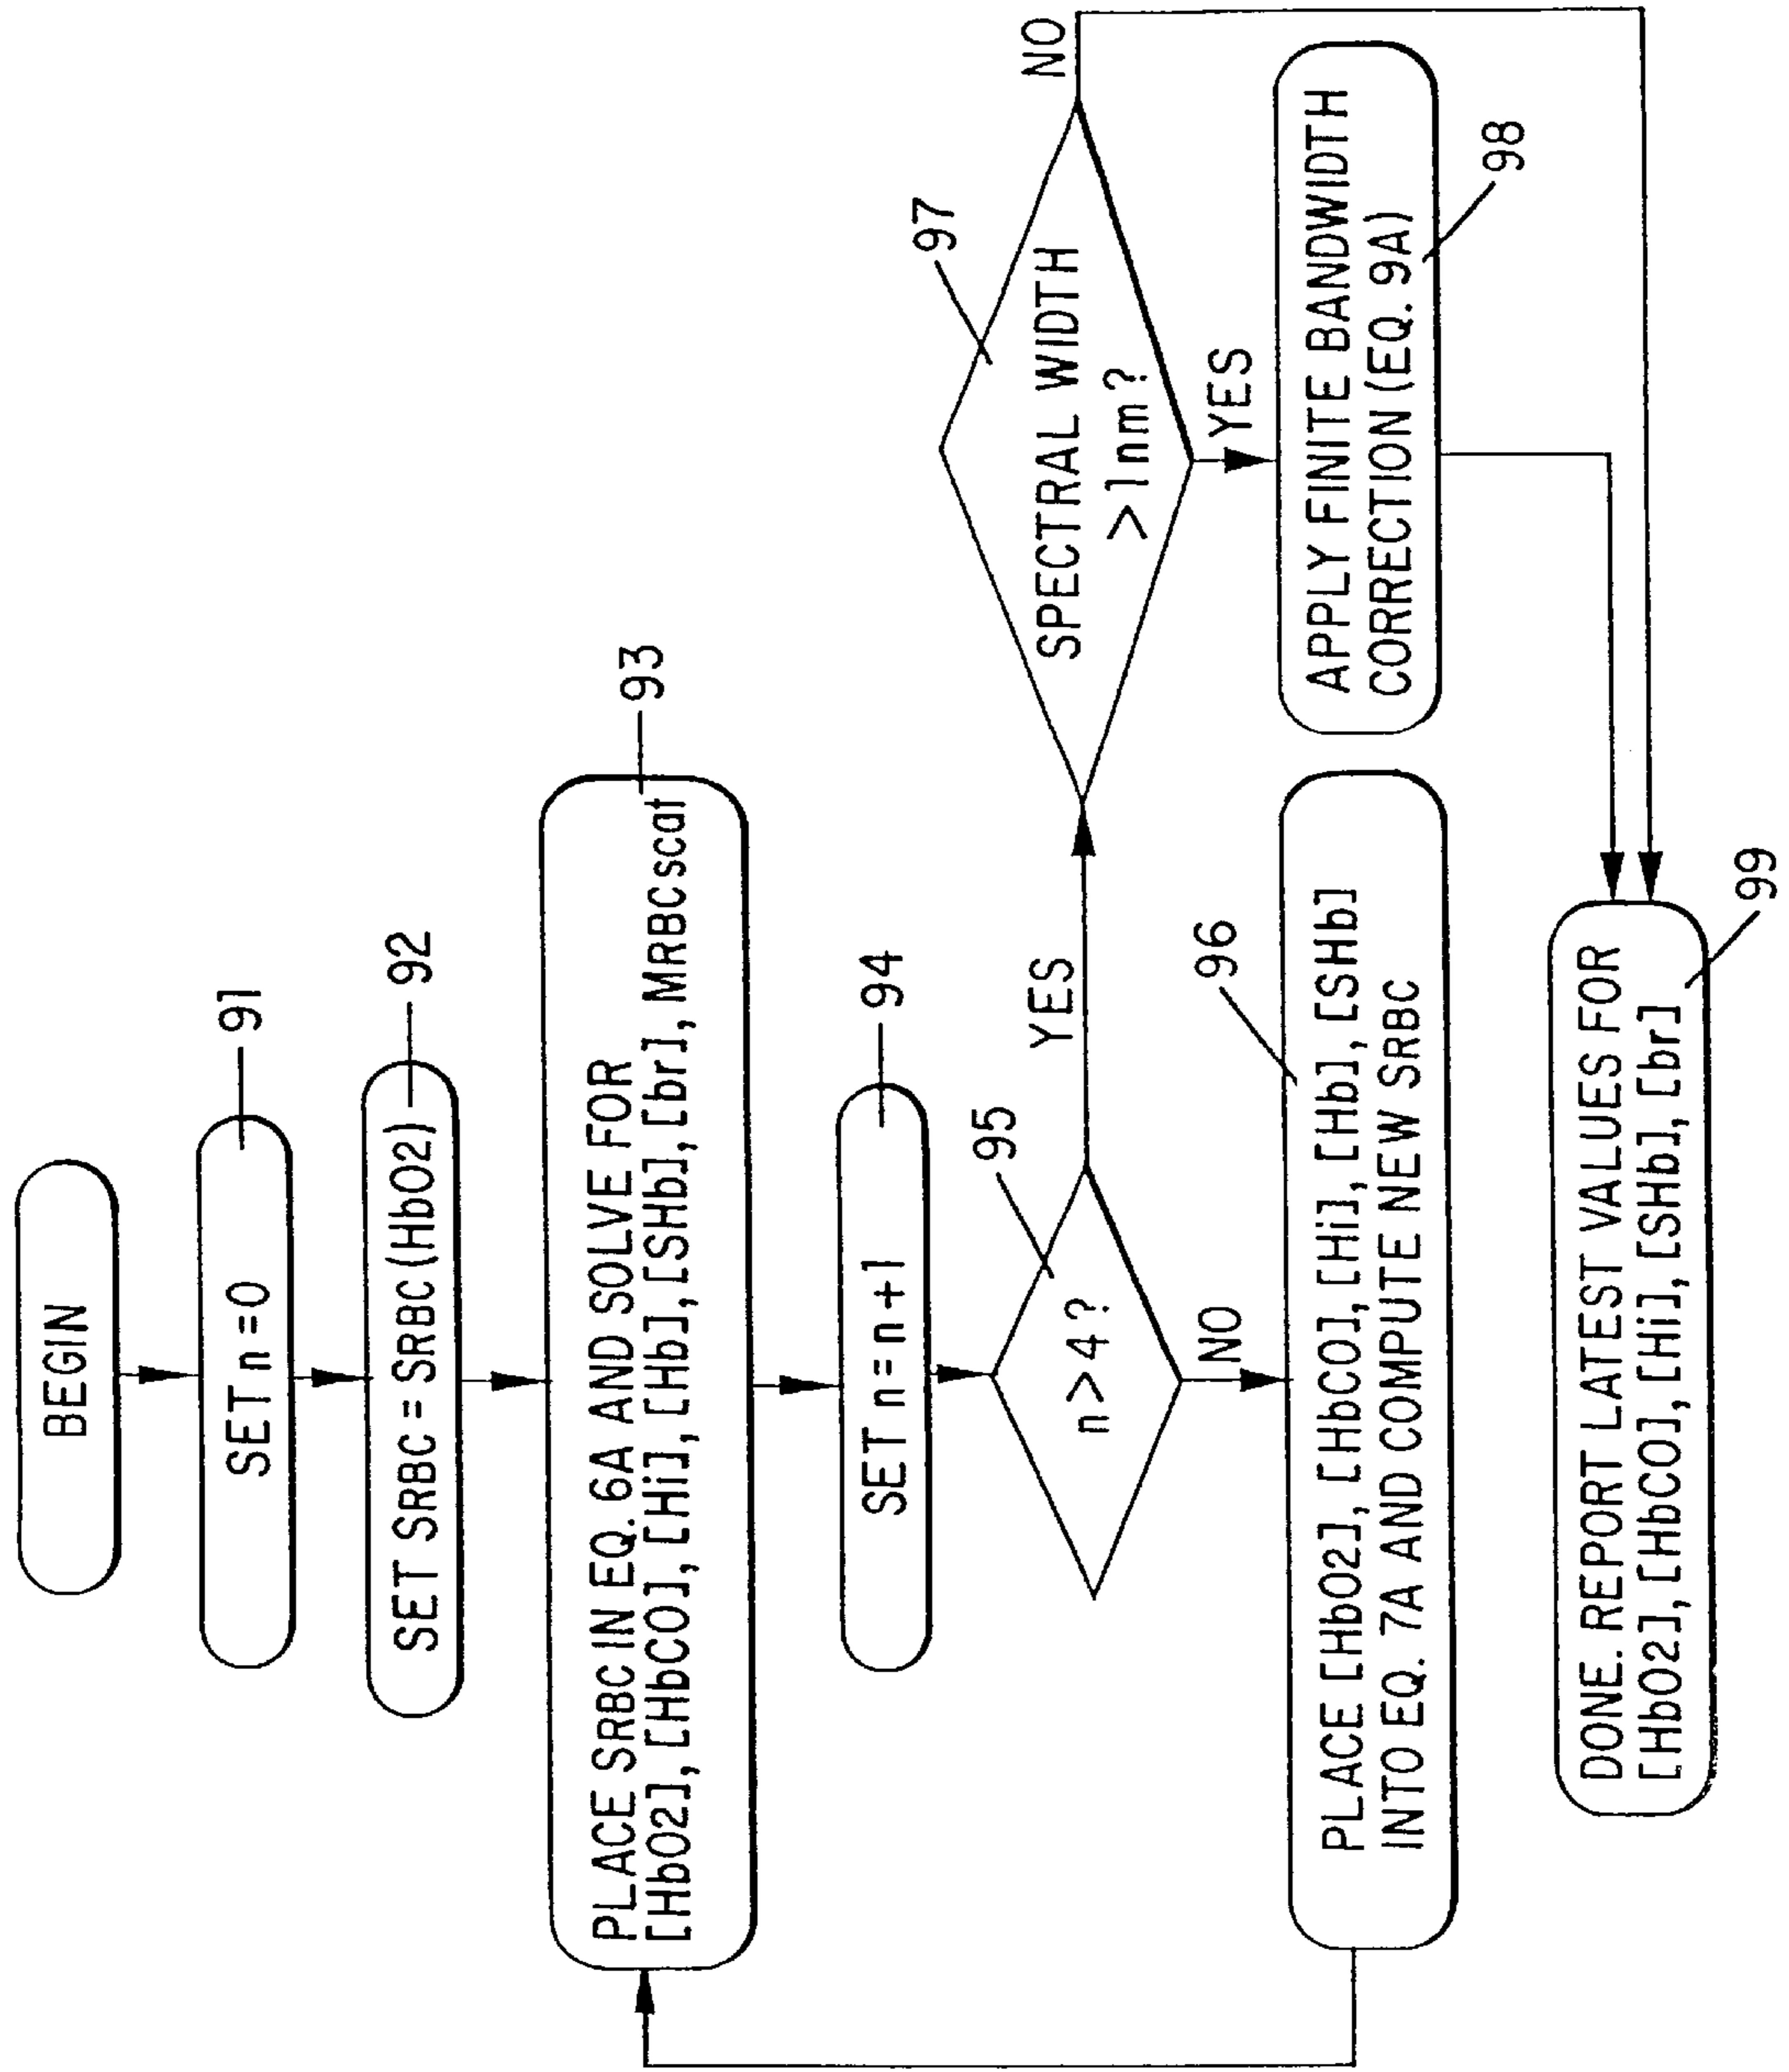 BEGIN
SET n=0
91
SET SRBC = SRBC (HbO2)
92
PLACE SRBC IN EQ. 6A AND SOLVE FOR
[HbO2], [HbCO], [Hi], [Hb], [SHb], [br], MRBCscat
93
SET n=n+1
94
n>4?
95
YES
NO
PLACE [HbO2], [HbCO], [Hi], [Hb], [SHb]
INTO EQ. 7A AND COMPUTE NEW SRBC
96
SPECTRAL WIDTH
>1nm?
97
NO
YES
APPLY FINITE BANDWIDTH
CORRECTION (EQ. 9A)
98
DONE. REPORT LATEST VALUES FOR
[HbO2], [HbCO], [Hi], [SHb], [br]
99